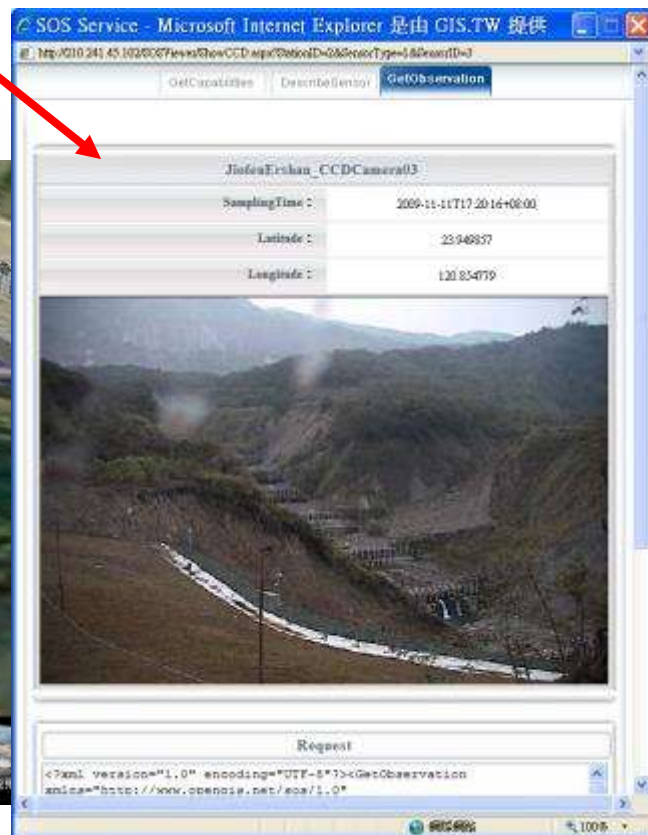 SOS Service - Microsoft Internet Explorer 是由 GIS.TW 提供
GetCapabilities DescribeSensor GetObservation
JiufenErshan_CCDCamera03
SamplingTime : 2009-11-11T17:20:16+08:00
Latitude : 23.949857
Longitude : 120.834779
Request
<?xml version="1.0" encoding="UTF-8"?><GetObservation
xmlns="http://www.opengis.net/sos/1.0"
100%